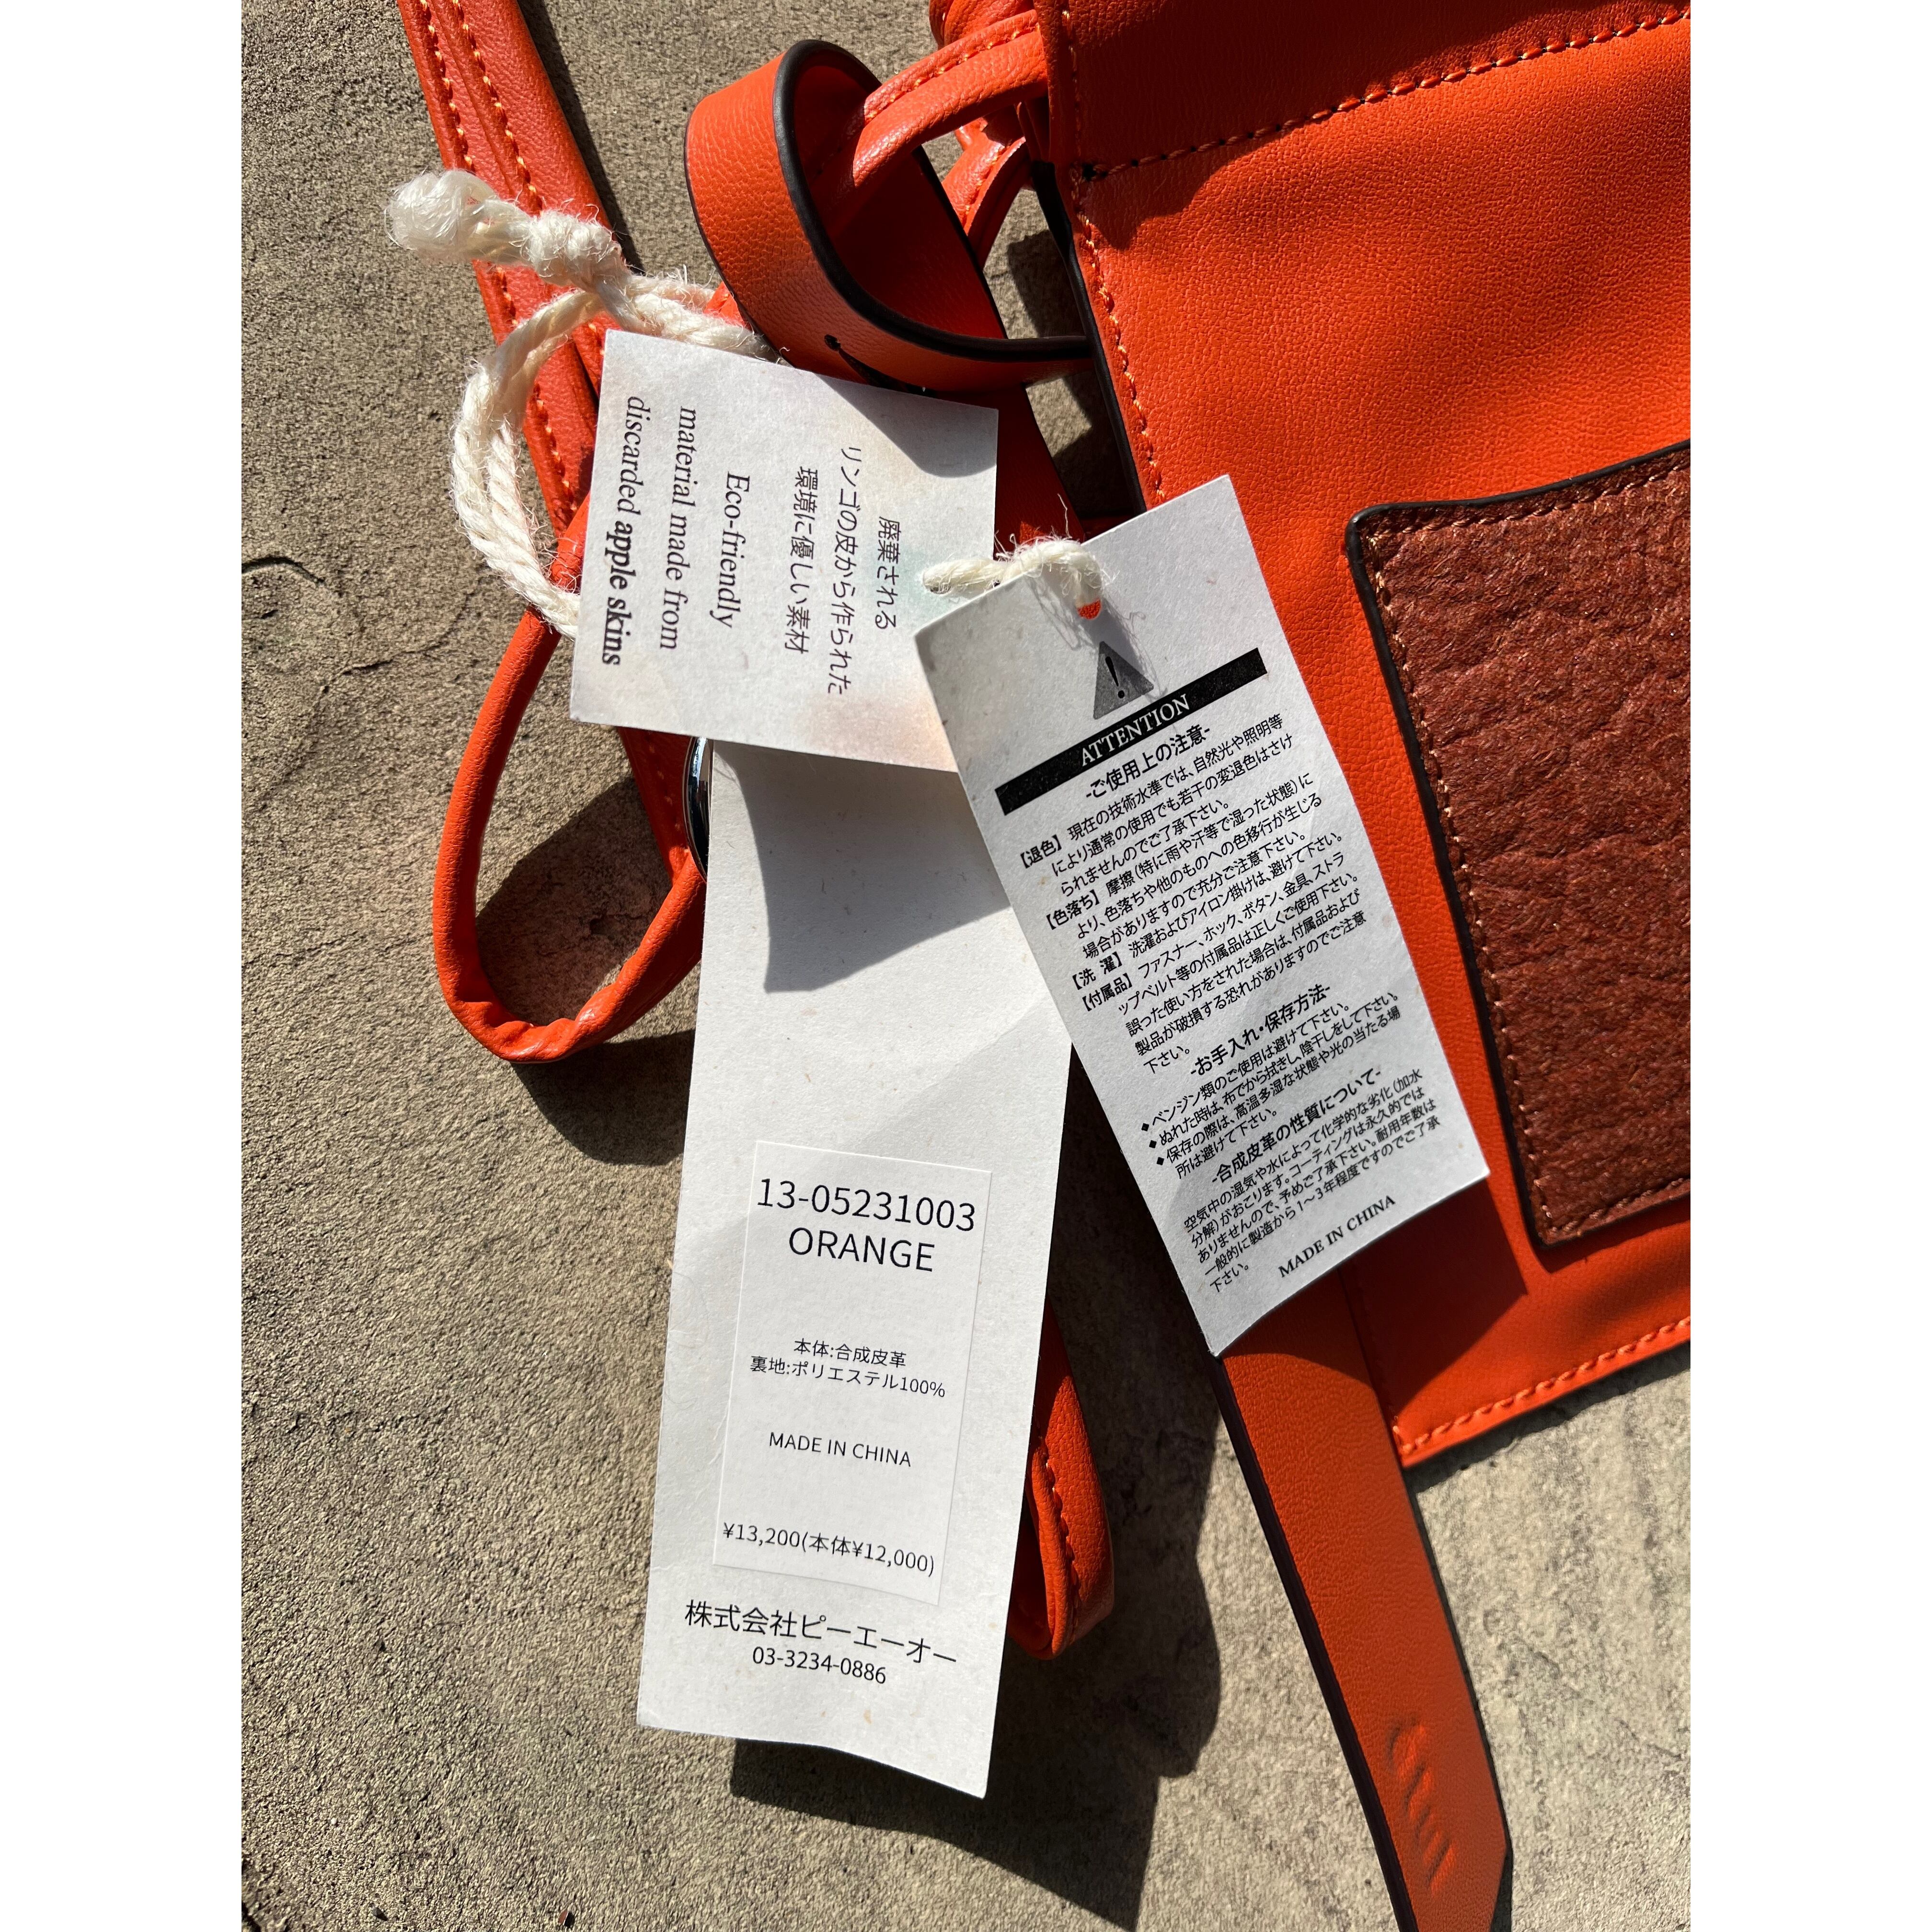 廃棄される
リンゴの皮から作られた
環境に優しい素材
Eco-friendly
material made from
discarded apple skins
ATTENTION
-ご使用上の注意-
【退色】 現在の技術水準では、自然光や照明等
により通常の使用でも若干の変退色はさけ
られませんのでご了承下さい。
【色落ち】 摩擦(特に雨や汗等で湿った状態)に
より、色落ちや他のものへの色移行が生じる
場合がありますので充分ご注意下さい。
【洗 濯】 洗濯およびアイロン掛けは、避けて下さい。
【付属品】 ファスナー、ホック、ボタン、金具、ストラ
ップベルト等の付属品は正しくご使用下さい。
誤った使い方をされた場合は、付属品および
製品が破損する恐れがありますのでご注意
下さい。
-お手入れ・保存方法-
◆ベンジン類のご使用は避けて下さい。
◆ぬれた時は、布でから拭きし、陰干しをして下さい。
◆保存の際は、高温多湿な状態や光の当たる場
所は避けて下さい。
-合成皮革の性質について-
空気中の湿気や水によって化学的な劣化(加水
分解)がおこります。コーティングは永久的では
ありませんので、予めご了承下さい。耐用年数は
一般的に製造から1〜3年程度ですのでご了承
下さい。
MADE IN CHINA
13-05231003
ORANGE
本体:合成皮革
裏地:ポリエステル100%
MADE IN CHINA
¥13,200(本体¥12,000)
株式会社ピーエーオー
03-3234-0886